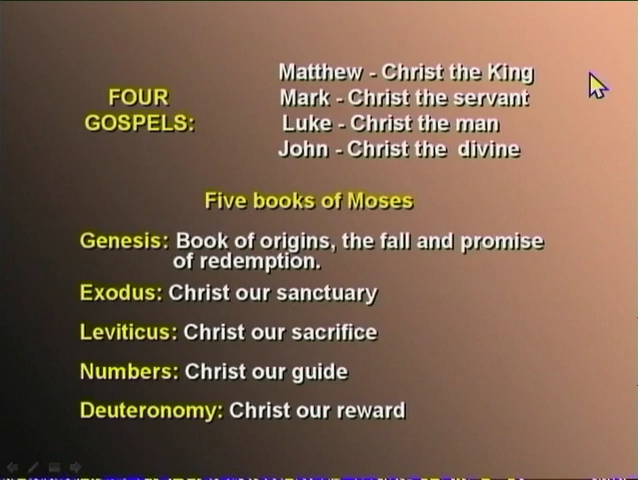 FOUR
GOSPELS:
Matthew - Christ the King
Mark - Christ the servant
Luke - Christ the man
John - Christ the divine
Five books of Moses
Genesis: Book of origins, the fall and promise
of redemption.
Exodus: Christ our sanctuary
Leviticus: Christ our sacrifice
Numbers: Christ our guide
Deuteronomy: Christ our reward